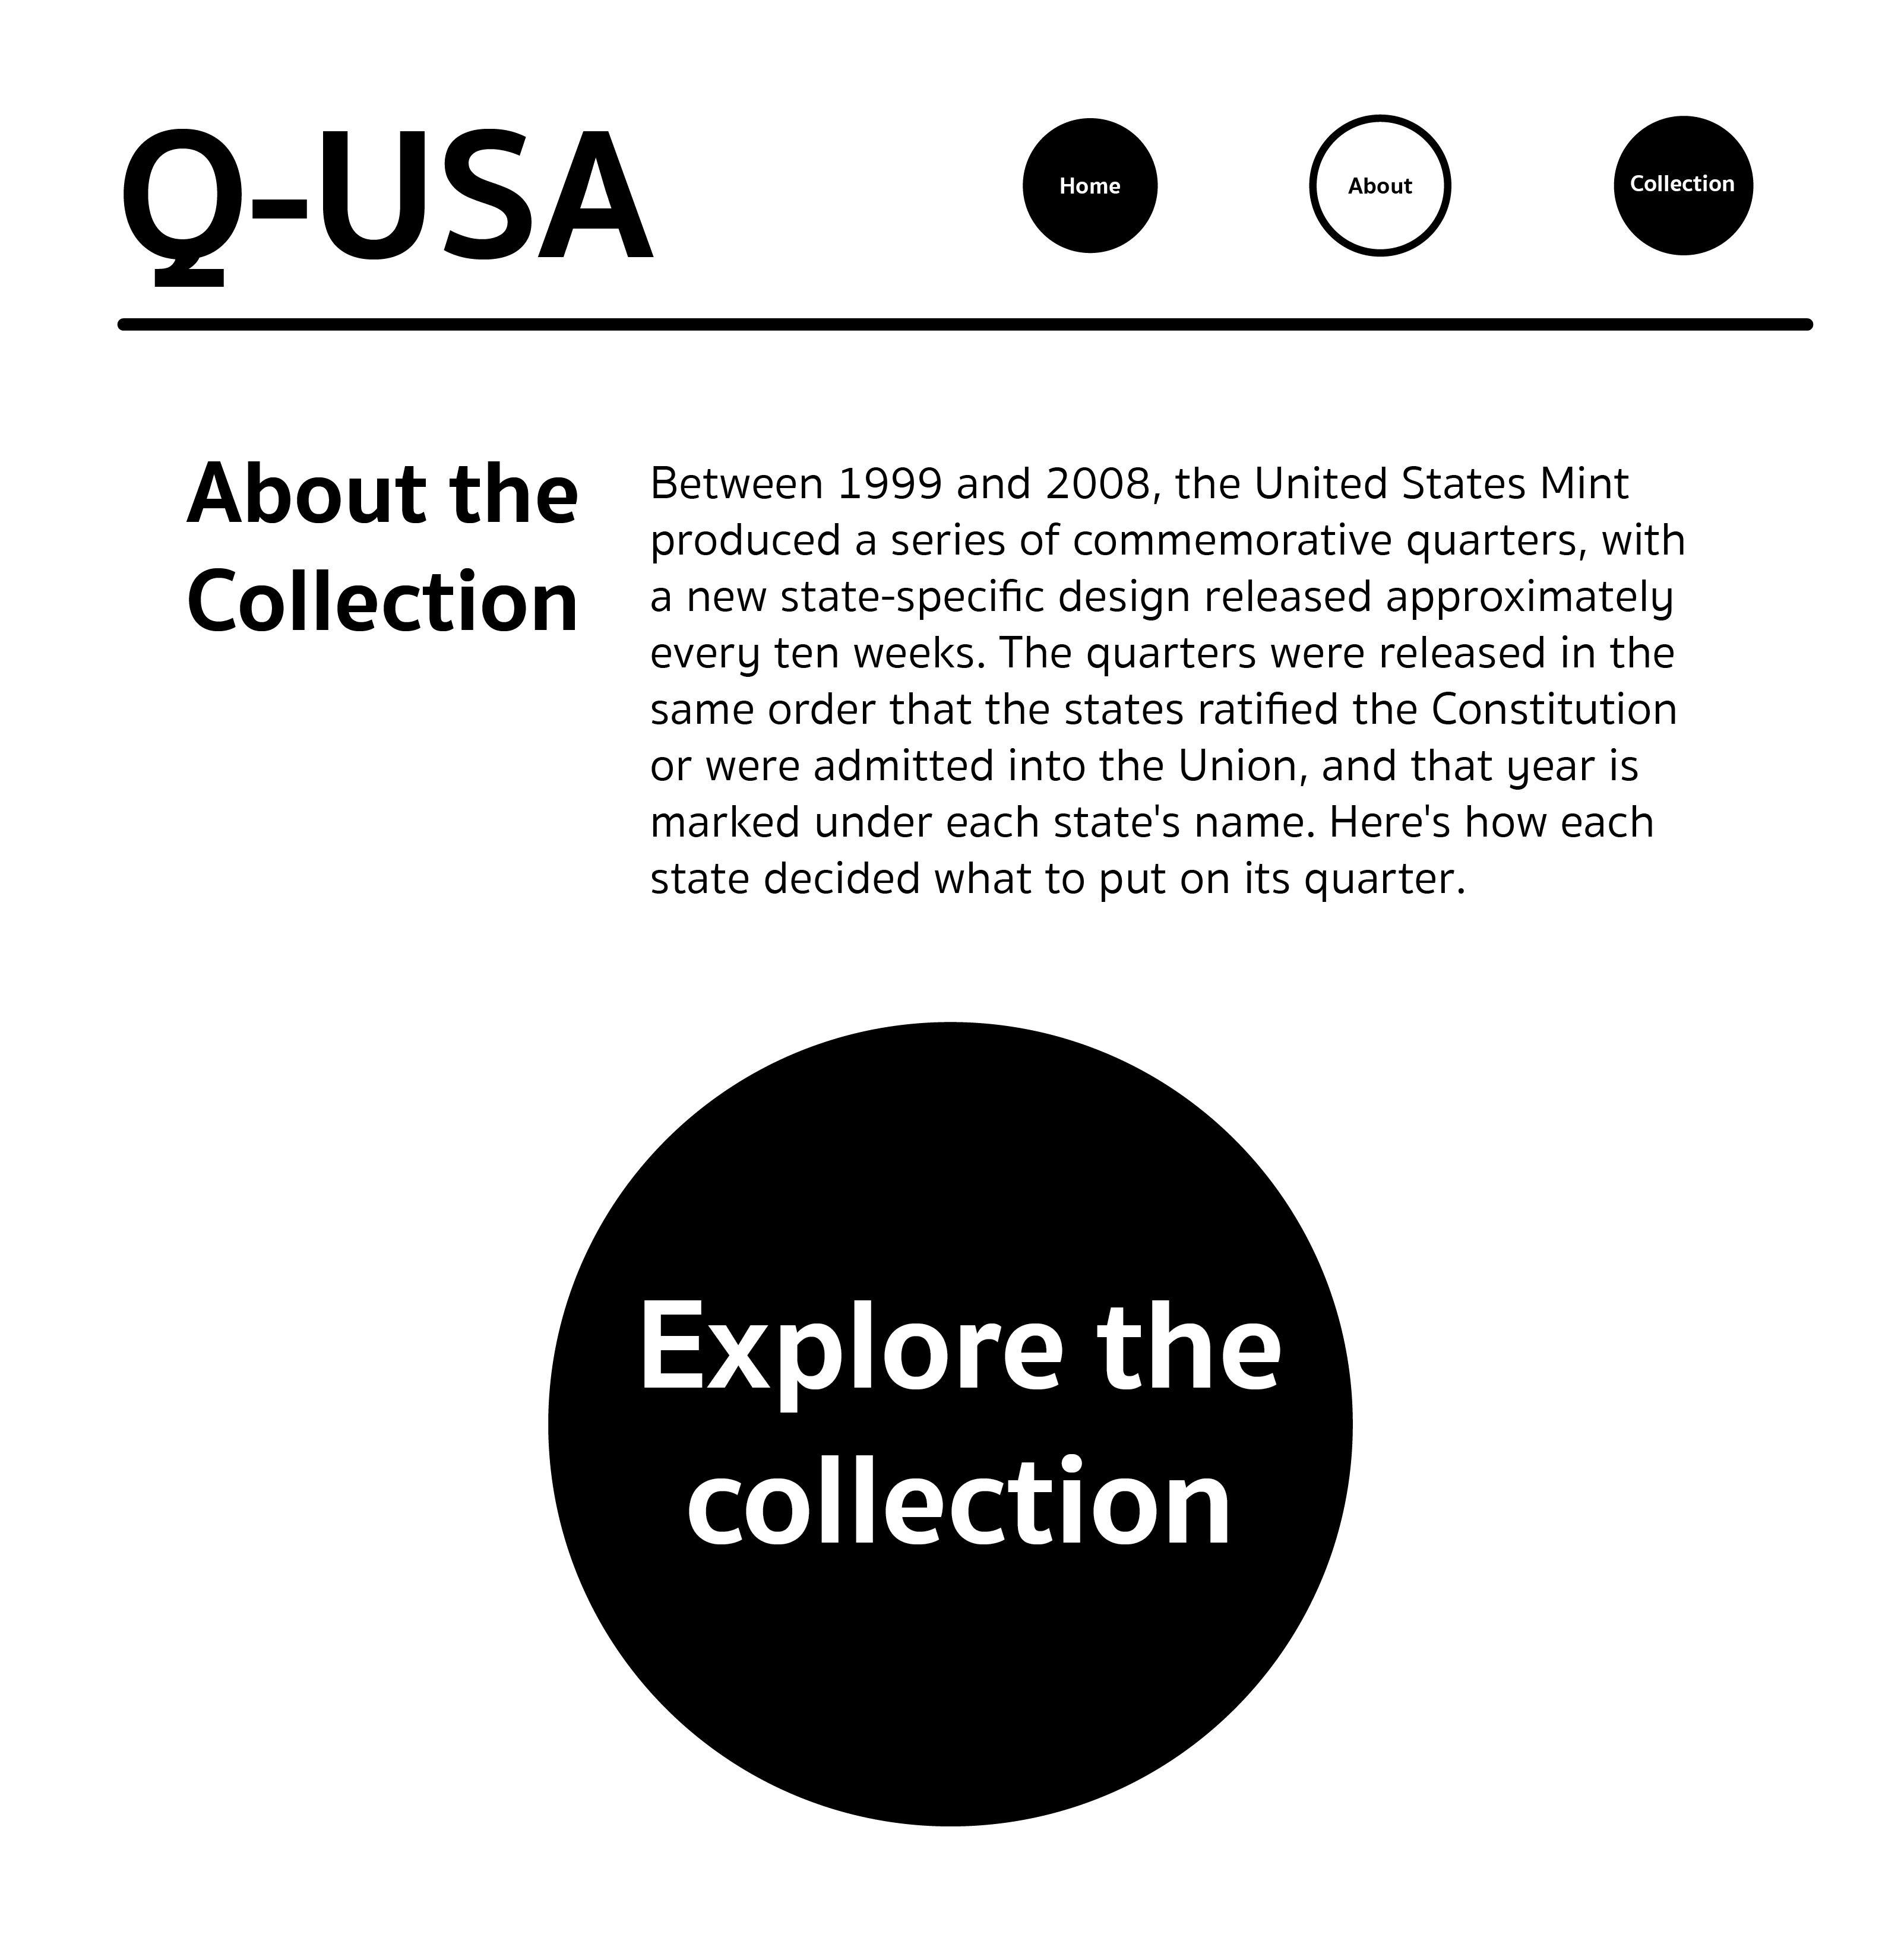 Q-USA
Home
About
Collection
About the
Collection
Between 1999 and 2008, the United States Mint
produced a series of commemorative quarters, with
a new state-specific design released approximately
every ten weeks. The quarters were released in the
same order that the states ratified the Constitution
or were admitted into the Union, and that year is
marked under each state's name. Here's how each
state decided what to put on its quarter.
Explore the
collection